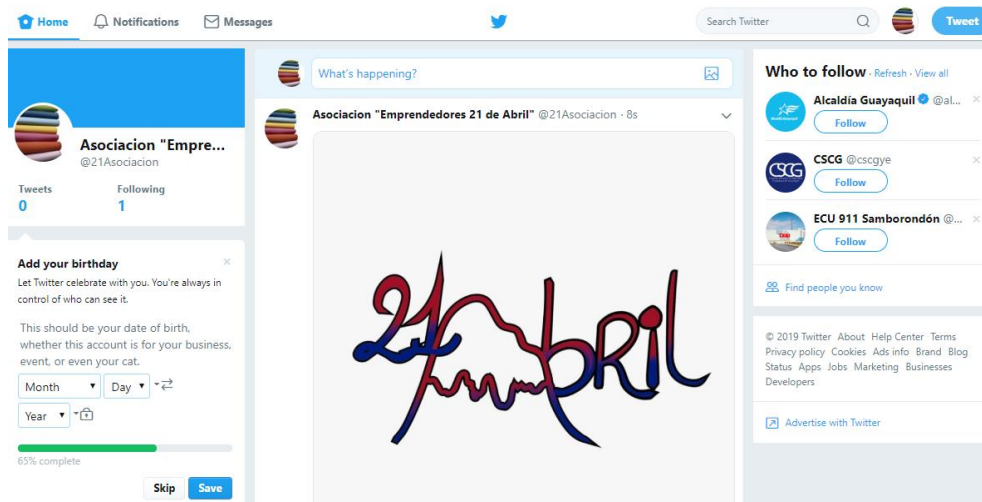 Home Notifications Messages
Search Twitter
Tweet
Asociacion "Empre...
@21Asociacion
Tweets Following
0 1
Add your birthday
Let Twitter celebrate with you. You're always in
control of who can see it.
This should be your date of birth,
whether this account is for your business,
event, or even your cat.
Month Day
Year
65% complete
Skip Save
What's happening?
Asociacion "Emprendedores 21 de Abril" @21Asociacion · 8s
21 Abril
Who to follow · Refresh · View all
Alcaldía Guayaquil @al...
Follow
CSCG @cscgye
CSCG
Follow
ECU 911 Samborondón @...
Follow
Find people you know
© 2019 Twitter About Help Center Terms
Privacy policy Cookies Ads info Brand Blog
Status Apps Jobs Marketing Businesses
Developers
Advertise with Twitter